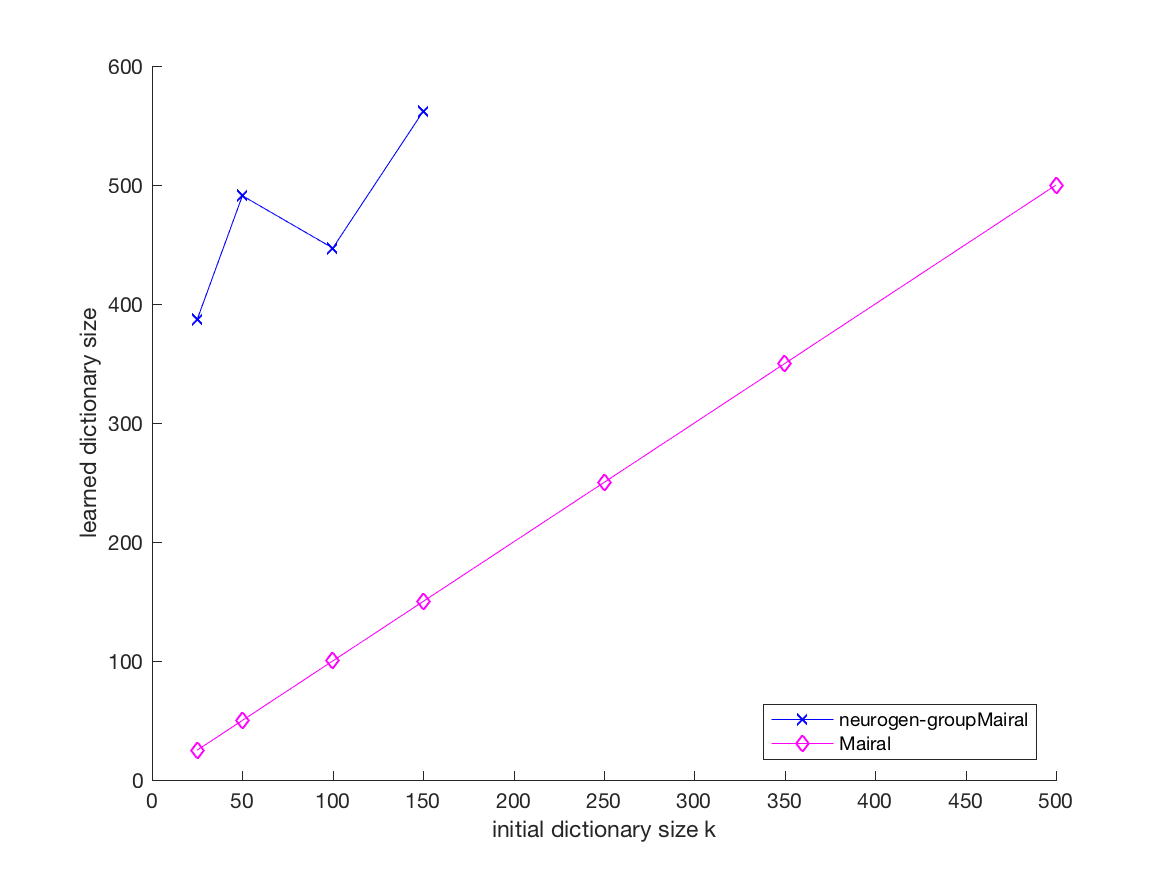 600
500
400
300
200
100
0
learned dictionary size
0 50 100 150 200 250 300 350 400 450 500
initial dictionary size k
neurogen-groupMairal
Mairal